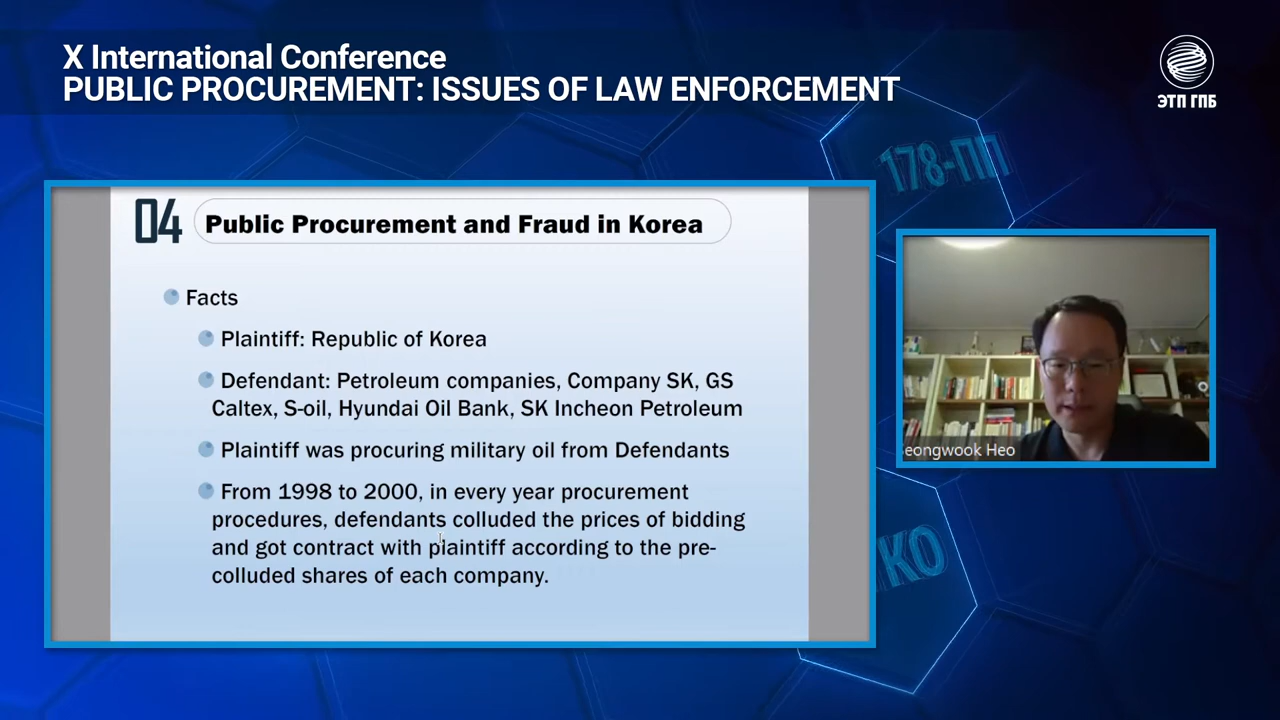 X International Conference
PUBLIC PROCUREMENT: ISSUES OF LAW ENFORCEMENT
ЭТП ГПБ
178-ПП
04 Public Procurement and Fraud in Korea
Facts
Plaintiff: Republic of Korea
Defendant: Petroleum companies, Company SK, GS
Caltex, S-oil, Hyundai Oil Bank, SK Incheon Petroleum
Plaintiff was procuring military oil from Defendants
From 1998 to 2000, in every year procurement
procedures, defendants colluded the prices of bidding
and got contract with plaintiff according to the pre-
colluded shares of each company.
eongwook Heo